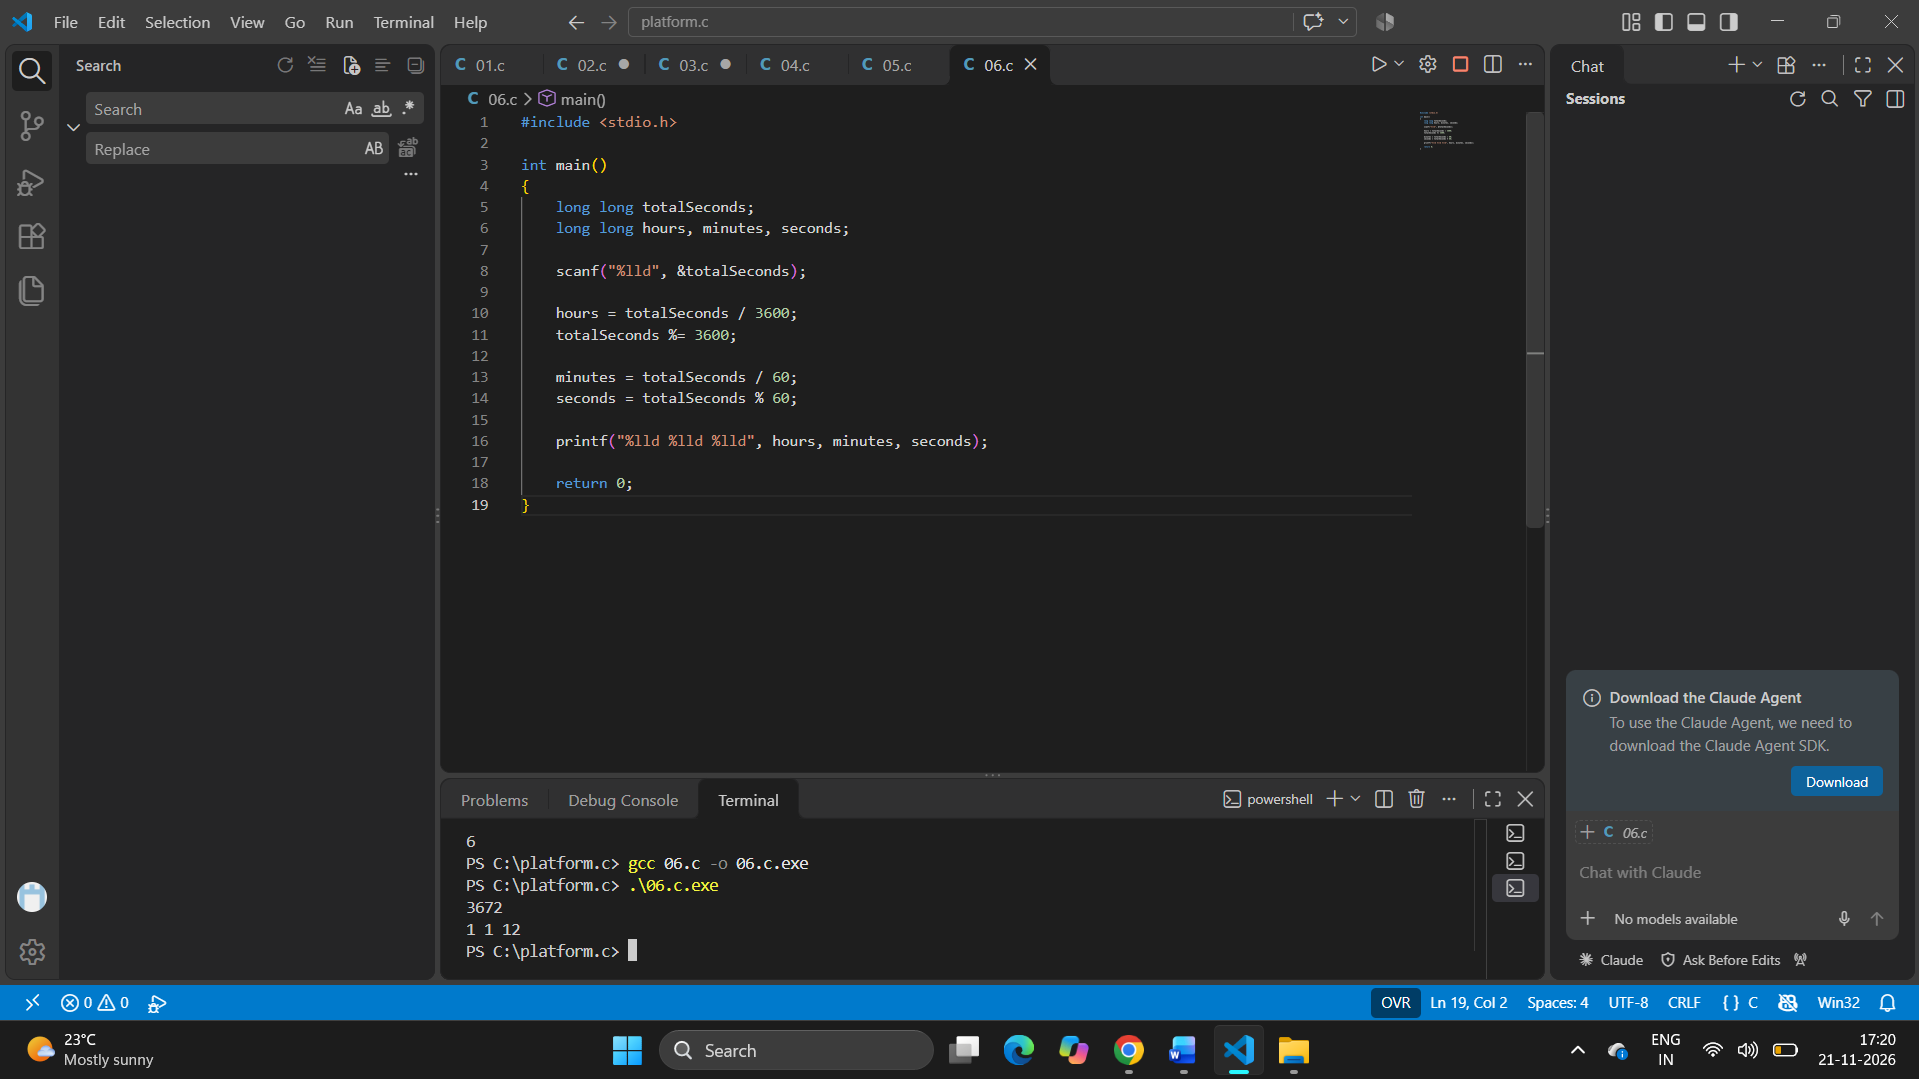 File Edit Selection View Go Run Terminal Help
platform.c
Search
Search
Aa ab .*
Replace
AB
01.c
02.c
03.c
04.c
05.c
06.c
06.c > main()
1 #include <stdio.h>
2
3 int main()
4 {
5 long long totalSeconds;
6 long long hours, minutes, seconds;
7
8 scanf("%lld", &totalSeconds);
9
10 hours = totalSeconds / 3600;
11 totalSeconds %= 3600;
12
13 minutes = totalSeconds / 60;
14 seconds = totalSeconds % 60;
15
16 printf("%lld %lld %lld", hours, minutes, seconds);
17
18 return 0;
19 }
Problems Debug Console Terminal
powershell
6
PS C:\platform.c> gcc 06.c -o 06.c.exe
PS C:\platform.c> .\06.c.exe
3672
1 1 12
PS C:\platform.c>
Chat
Sessions
Download the Claude Agent
To use the Claude Agent, we need to
download the Claude Agent SDK.
Download
06.c
Chat with Claude
No models available
Claude Ask Before Edits
0 0
OVR Ln 19, Col 2 Spaces: 4 UTF-8 CRLF {} C Win32
23°C
Mostly sunny
Search
ENG
IN
17:20
21-11-2026